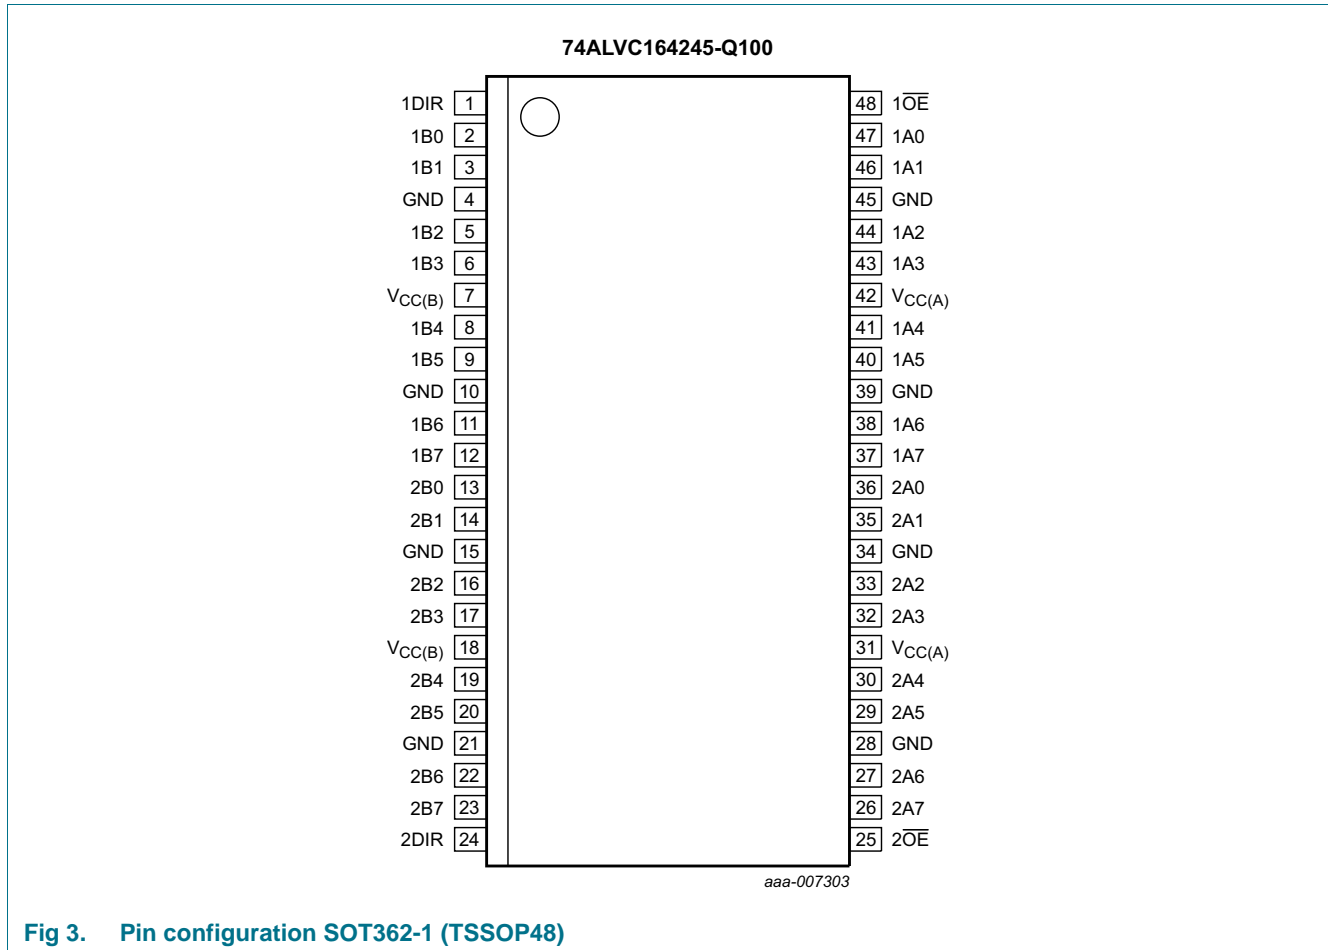 74ALVC164245-Q100
1DIR 1 48 1O̅E̅
1B0 2 47 1A0
1B1 3 46 1A1
GND 4 45 GND
1B2 5 44 1A2
1B3 6 43 1A3
VCC(B) 7 42 VCC(A)
1B4 8 41 1A4
1B5 9 40 1A5
GND 10 39 GND
1B6 11 38 1A6
1B7 12 37 1A7
2B0 13 36 2A0
2B1 14 35 2A1
GND 15 34 GND
2B2 16 33 2A2
2B3 17 32 2A3
VCC(B) 18 31 VCC(A)
2B4 19 30 2A4
2B5 20 29 2A5
GND 21 28 GND
2B6 22 27 2A6
2B7 23 26 2A7
2DIR 24 25 2O̅E̅
aaa-007303
Fig 3. Pin configuration SOT362-1 (TSSOP48)